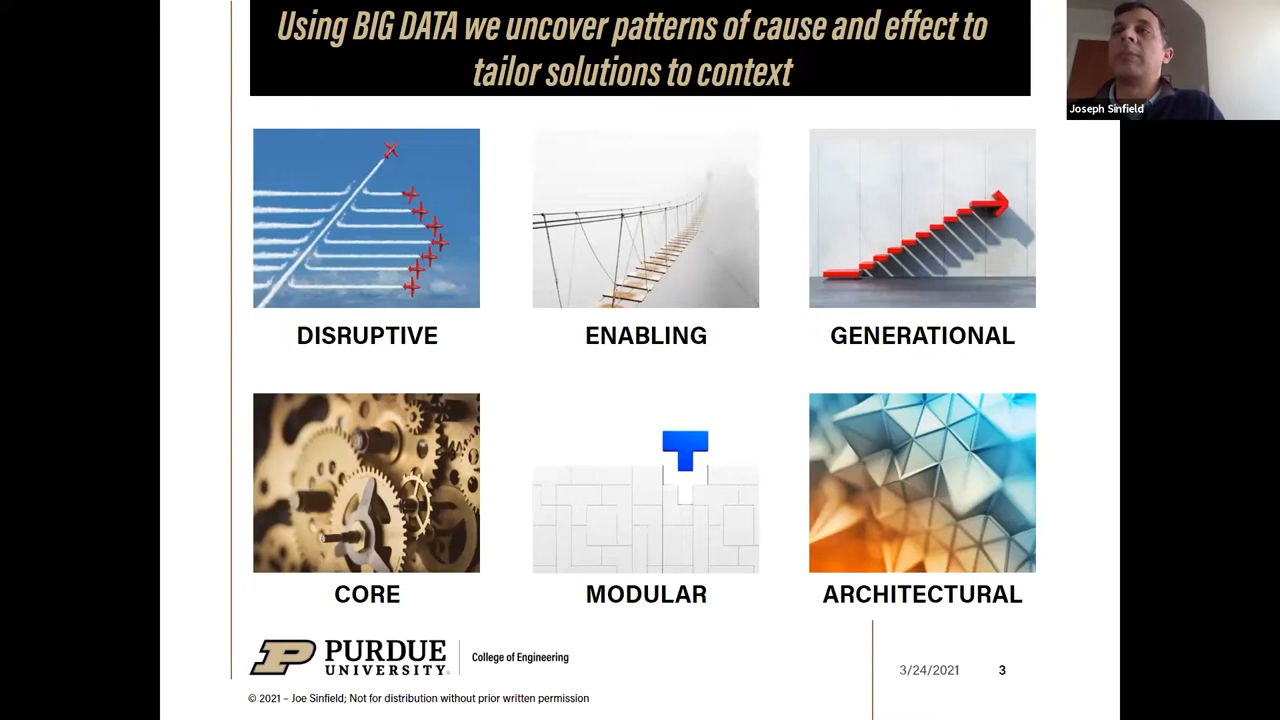 Using BIG DATA we uncover patterns of cause and effect to
tailor solutions to context
Joseph Sinfield
DISRUPTIVE
ENABLING
GENERATIONAL
CORE
MODULAR
ARCHITECTURAL
PURDUE
UNIVERSITY
College of Engineering
3/24/2021
3
© 2021 – Joe Sinfield; Not for distribution without prior written permission